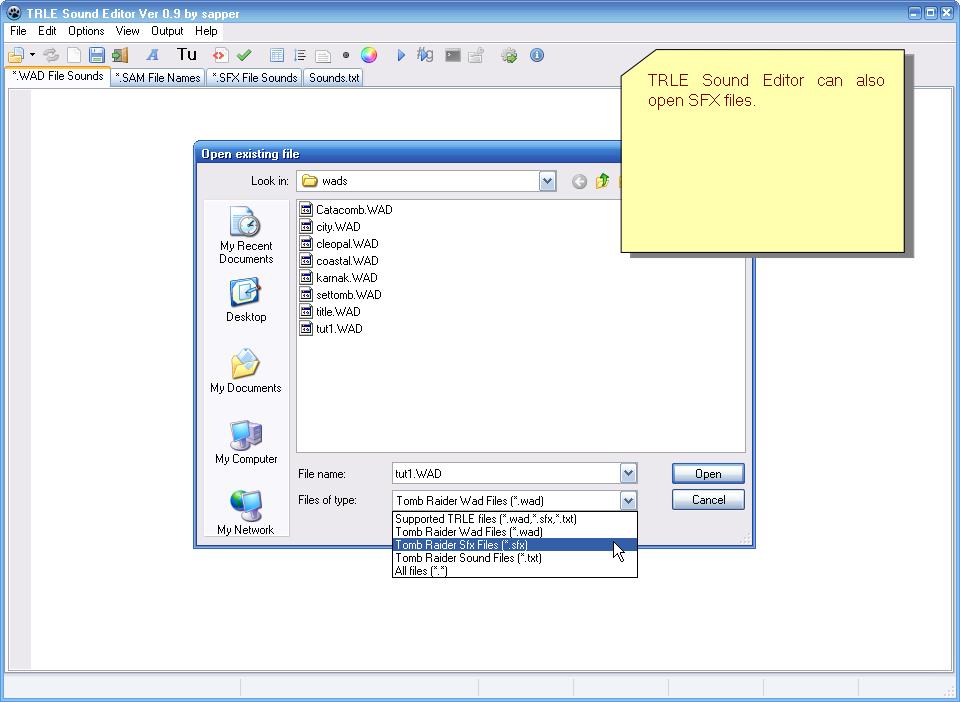 TRLE Sound Editor Ver 0.9 by sapper
File Edit Options View Output Help
Tu
*.WAD File Sounds *.SAM File Names *.SFX File Sounds Sounds.txt
TRLE Sound Editor can also
open SFX files.
Open existing file
Look in: wads
My Recent
Documents
Desktop
My Documents
My Computer
My Network
Catacomb.WAD
city.WAD
cleopal.WAD
coastal.WAD
karnak.WAD
settomb.WAD
title.WAD
tut1.WAD
File name: tut1.WAD Open
Files of type: Tomb Raider Wad Files (*.wad) Cancel
Supported TRLE files (*.wad,*.sfx,*.txt)
Tomb Raider Wad Files (*.wad)
Tomb Raider Sfx Files (*.sfx)
Tomb Raider Sound Files (*.txt)
All files (*.*)